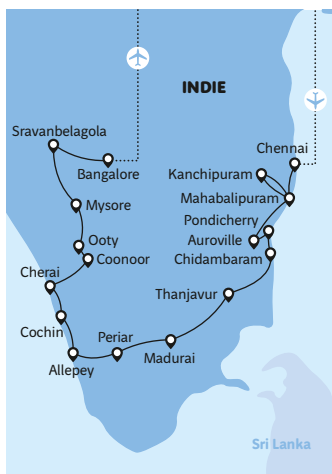 INDIE
Chennai
Sravanbelagola
Bangalore
Kanchipuram
Mahabalipuram
Mysore
Pondicherry
Ooty
Auroville
Coonoor
Chidambaram
Cherai
Thanjavur
Cochin
Periar
Madurai
Allepey
Sri Lanka